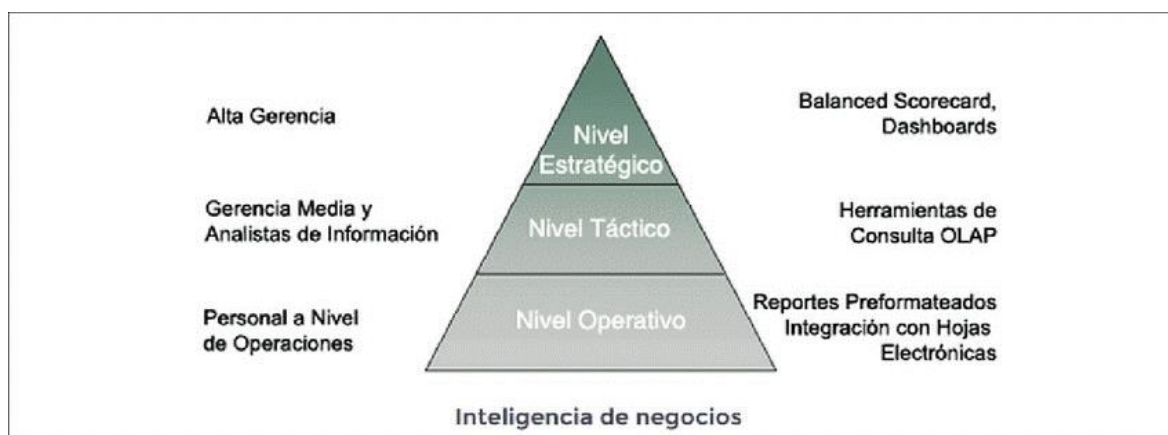 Alta Gerencia
Nivel
Estratégico
Balanced Scorecard,
Dashboards
Gerencia Media y
Analistas de Información
Nivel Táctico
Herramientas de
Consulta OLAP
Personal a Nivel
de Operaciones
Nivel Operativo
Reportes Preformateados
Integración con Hojas
Electrónicas
Inteligencia de negocios